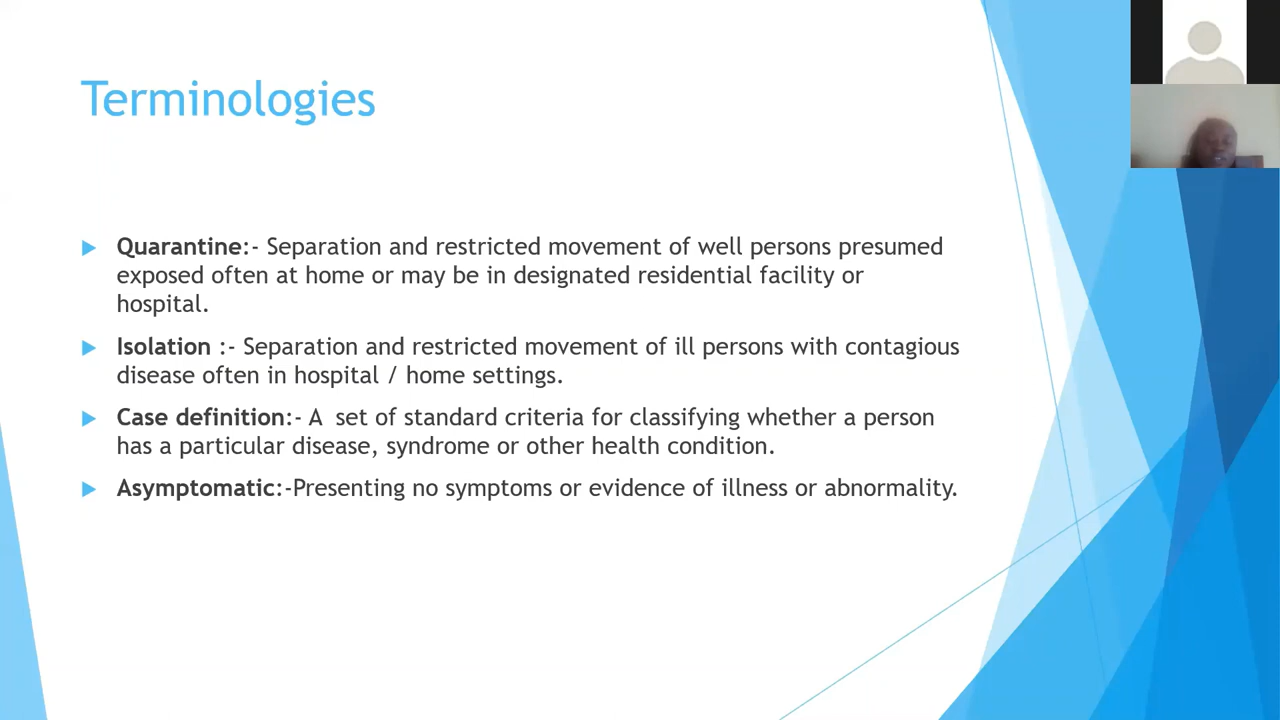 Terminologies
Quarantine:- Separation and restricted movement of well persons presumed
exposed often at home or may be in designated residential facility or
hospital.
Isolation :- Separation and restricted movement of ill persons with contagious
disease often in hospital / home settings.
Case definition:- A  set of standard criteria for classifying whether a person
has a particular disease, syndrome or other health condition.
Asymptomatic:-Presenting no symptoms or evidence of illness or abnormality.